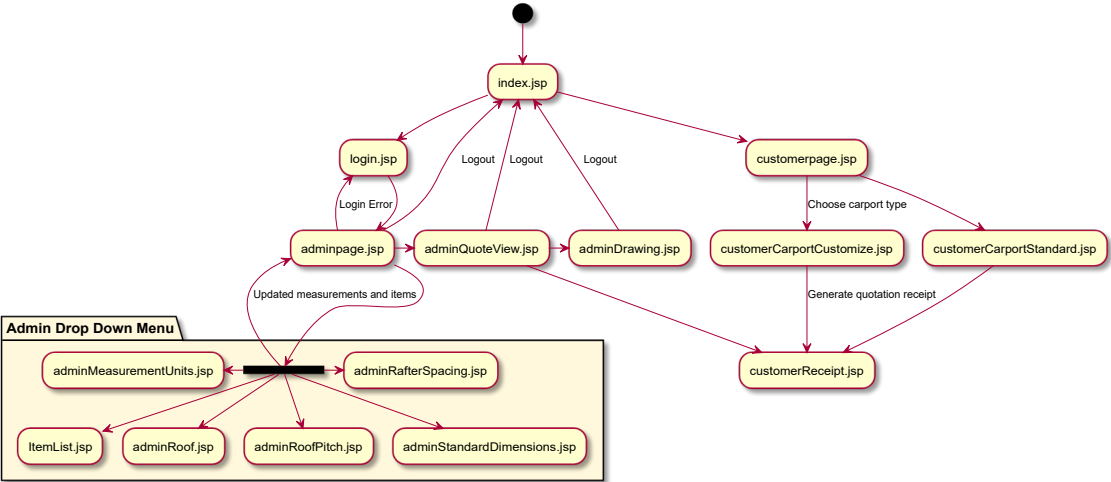 index.jsp
login.jsp
Logout
Logout
Logout
customerpage.jsp
Login Error
Choose carport type
adminpage.jsp
adminQuoteView.jsp
adminDrawing.jsp
customerCarportCustomize.jsp
customerCarportStandard.jsp
Updated measurements and items
Generate quotation receipt
Admin Drop Down Menu
adminMeasurementUnits.jsp
adminRafterSpacing.jsp
customerReceipt.jsp
ItemList.jsp
adminRoof.jsp
adminRoofPitch.jsp
adminStandardDimensions.jsp